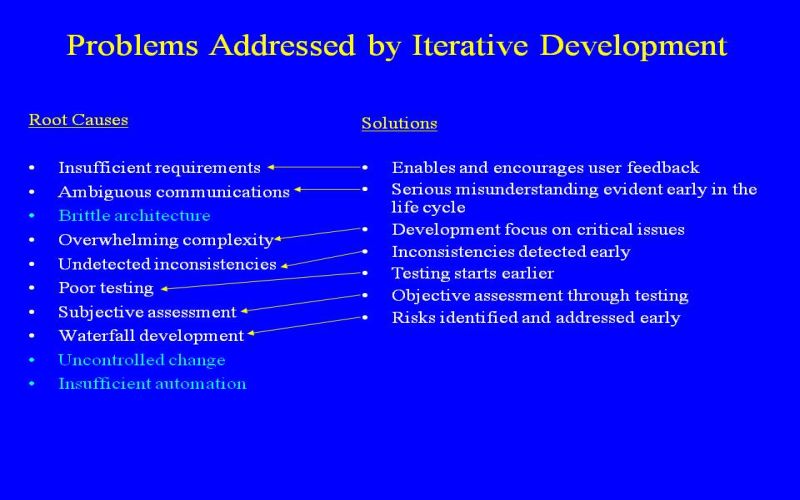 Problems Addressed by Iterative Development
Root Causes
• Insufficient requirements
• Ambiguous communications
• Brittle architecture
• Overwhelming complexity
• Undetected inconsistencies
• Poor testing
• Subjective assessment
• Waterfall development
• Uncontrolled change
• Insufficient automation
Solutions
• Enables and encourages user feedback
• Serious misunderstanding evident early in the
life cycle
• Development focus on critical issues
• Inconsistencies detected early
• Testing starts earlier
• Objective assessment through testing
• Risks identified and addressed early